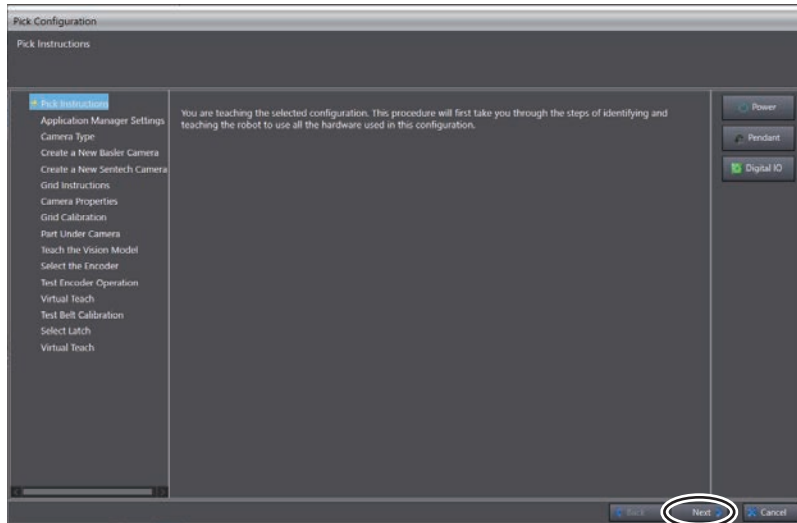 Pick Configuration
Pick Instructions
Pick Instructions
Application Manager Settings
Camera Type
Create a New Basler Camera
Create a New Sentech Camera
Grid Instructions
Camera Properties
Grid Calibration
Part Under Camera
Teach the Vision Model
Select the Encoder
Test Encoder Operation
Virtual Teach
Test Belt Calibration
Select Latch
Virtual Teach
You are teaching the selected configuration. This procedure will first take you through the steps of identifying and
teaching the robot to use all the hardware used in this configuration.
Power
Pendant
Digital IO
Back
Next
Cancel